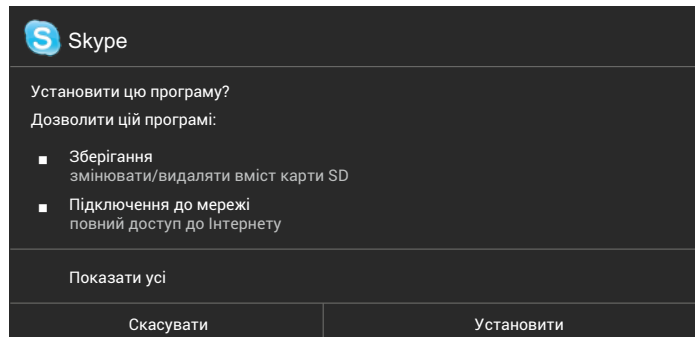 S Skype
Установити цю програму?
Дозволити цій програмі:
Зберігання
змінювати/видаляти вміст карти SD
Підключення до мережі
повний доступ до Інтернету
Показати усі
Скасувати
Установити